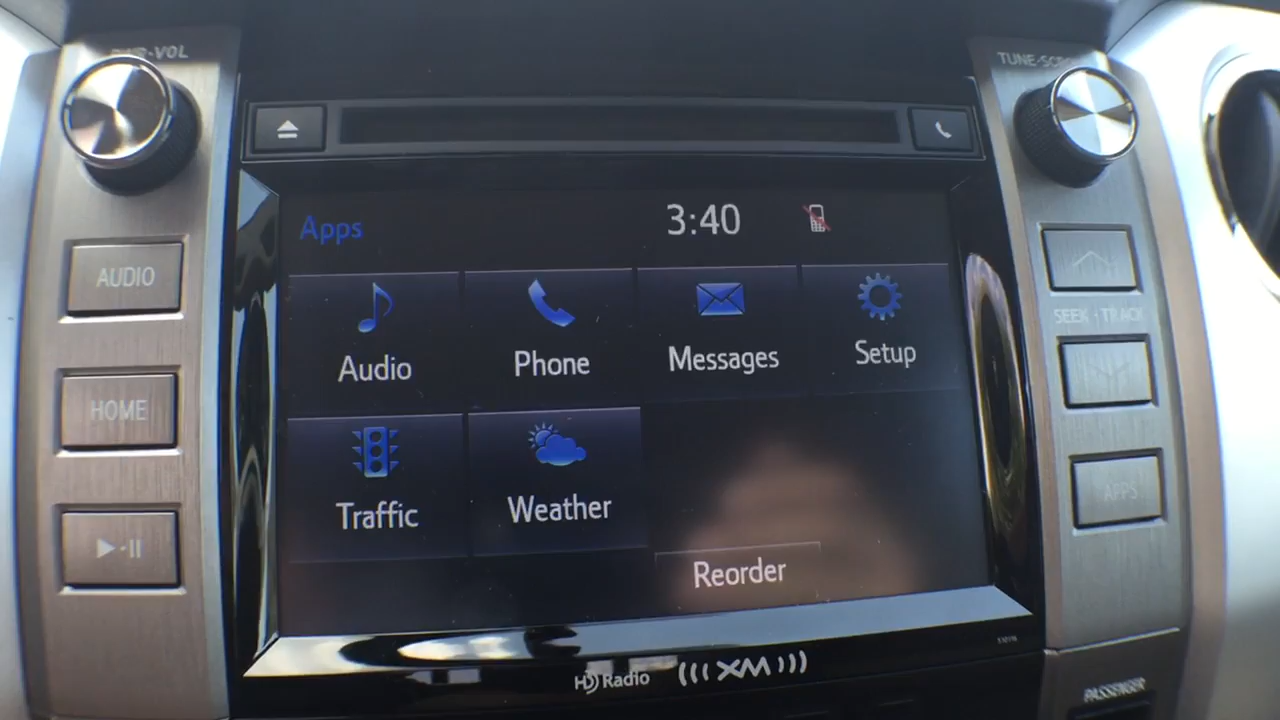 PWR·VOL
TUNE·SCROLL
Apps
3:40
AUDIO
SEEK · TRACK
Audio
Phone
Messages
Setup
HOME
APPS
Traffic
Weather
Reorder
HD Radio
(((XM)))
PASSENGER